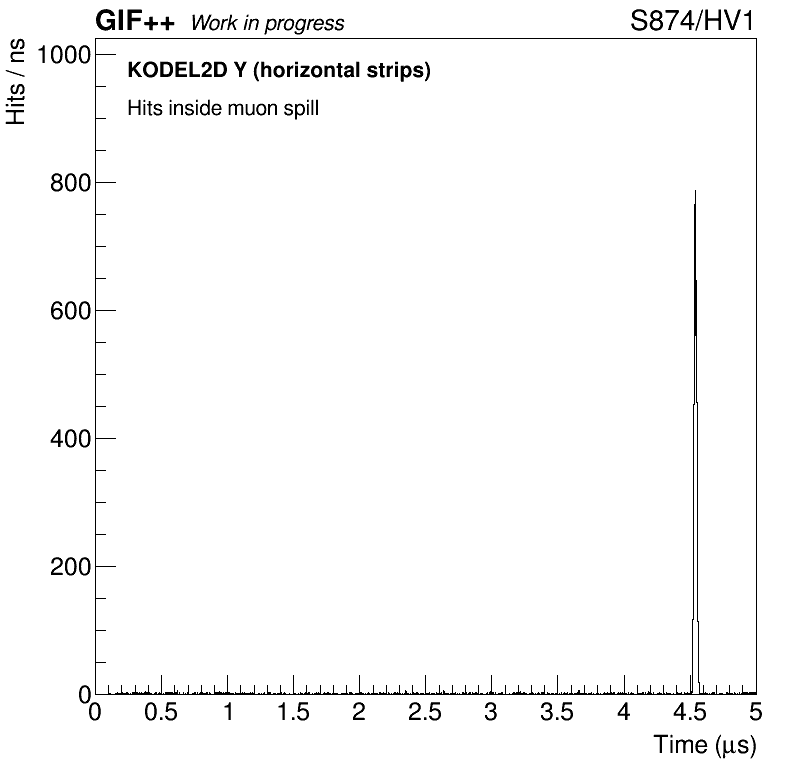 GIF++ Work in progress S874/HV1
Hits / ns
KODEL2D Y (horizontal strips)
Hits inside muon spill
1000
800
600
400
200
0
0 0.5 1 1.5 2 2.5 3 3.5 4 4.5 5
Time (μs)